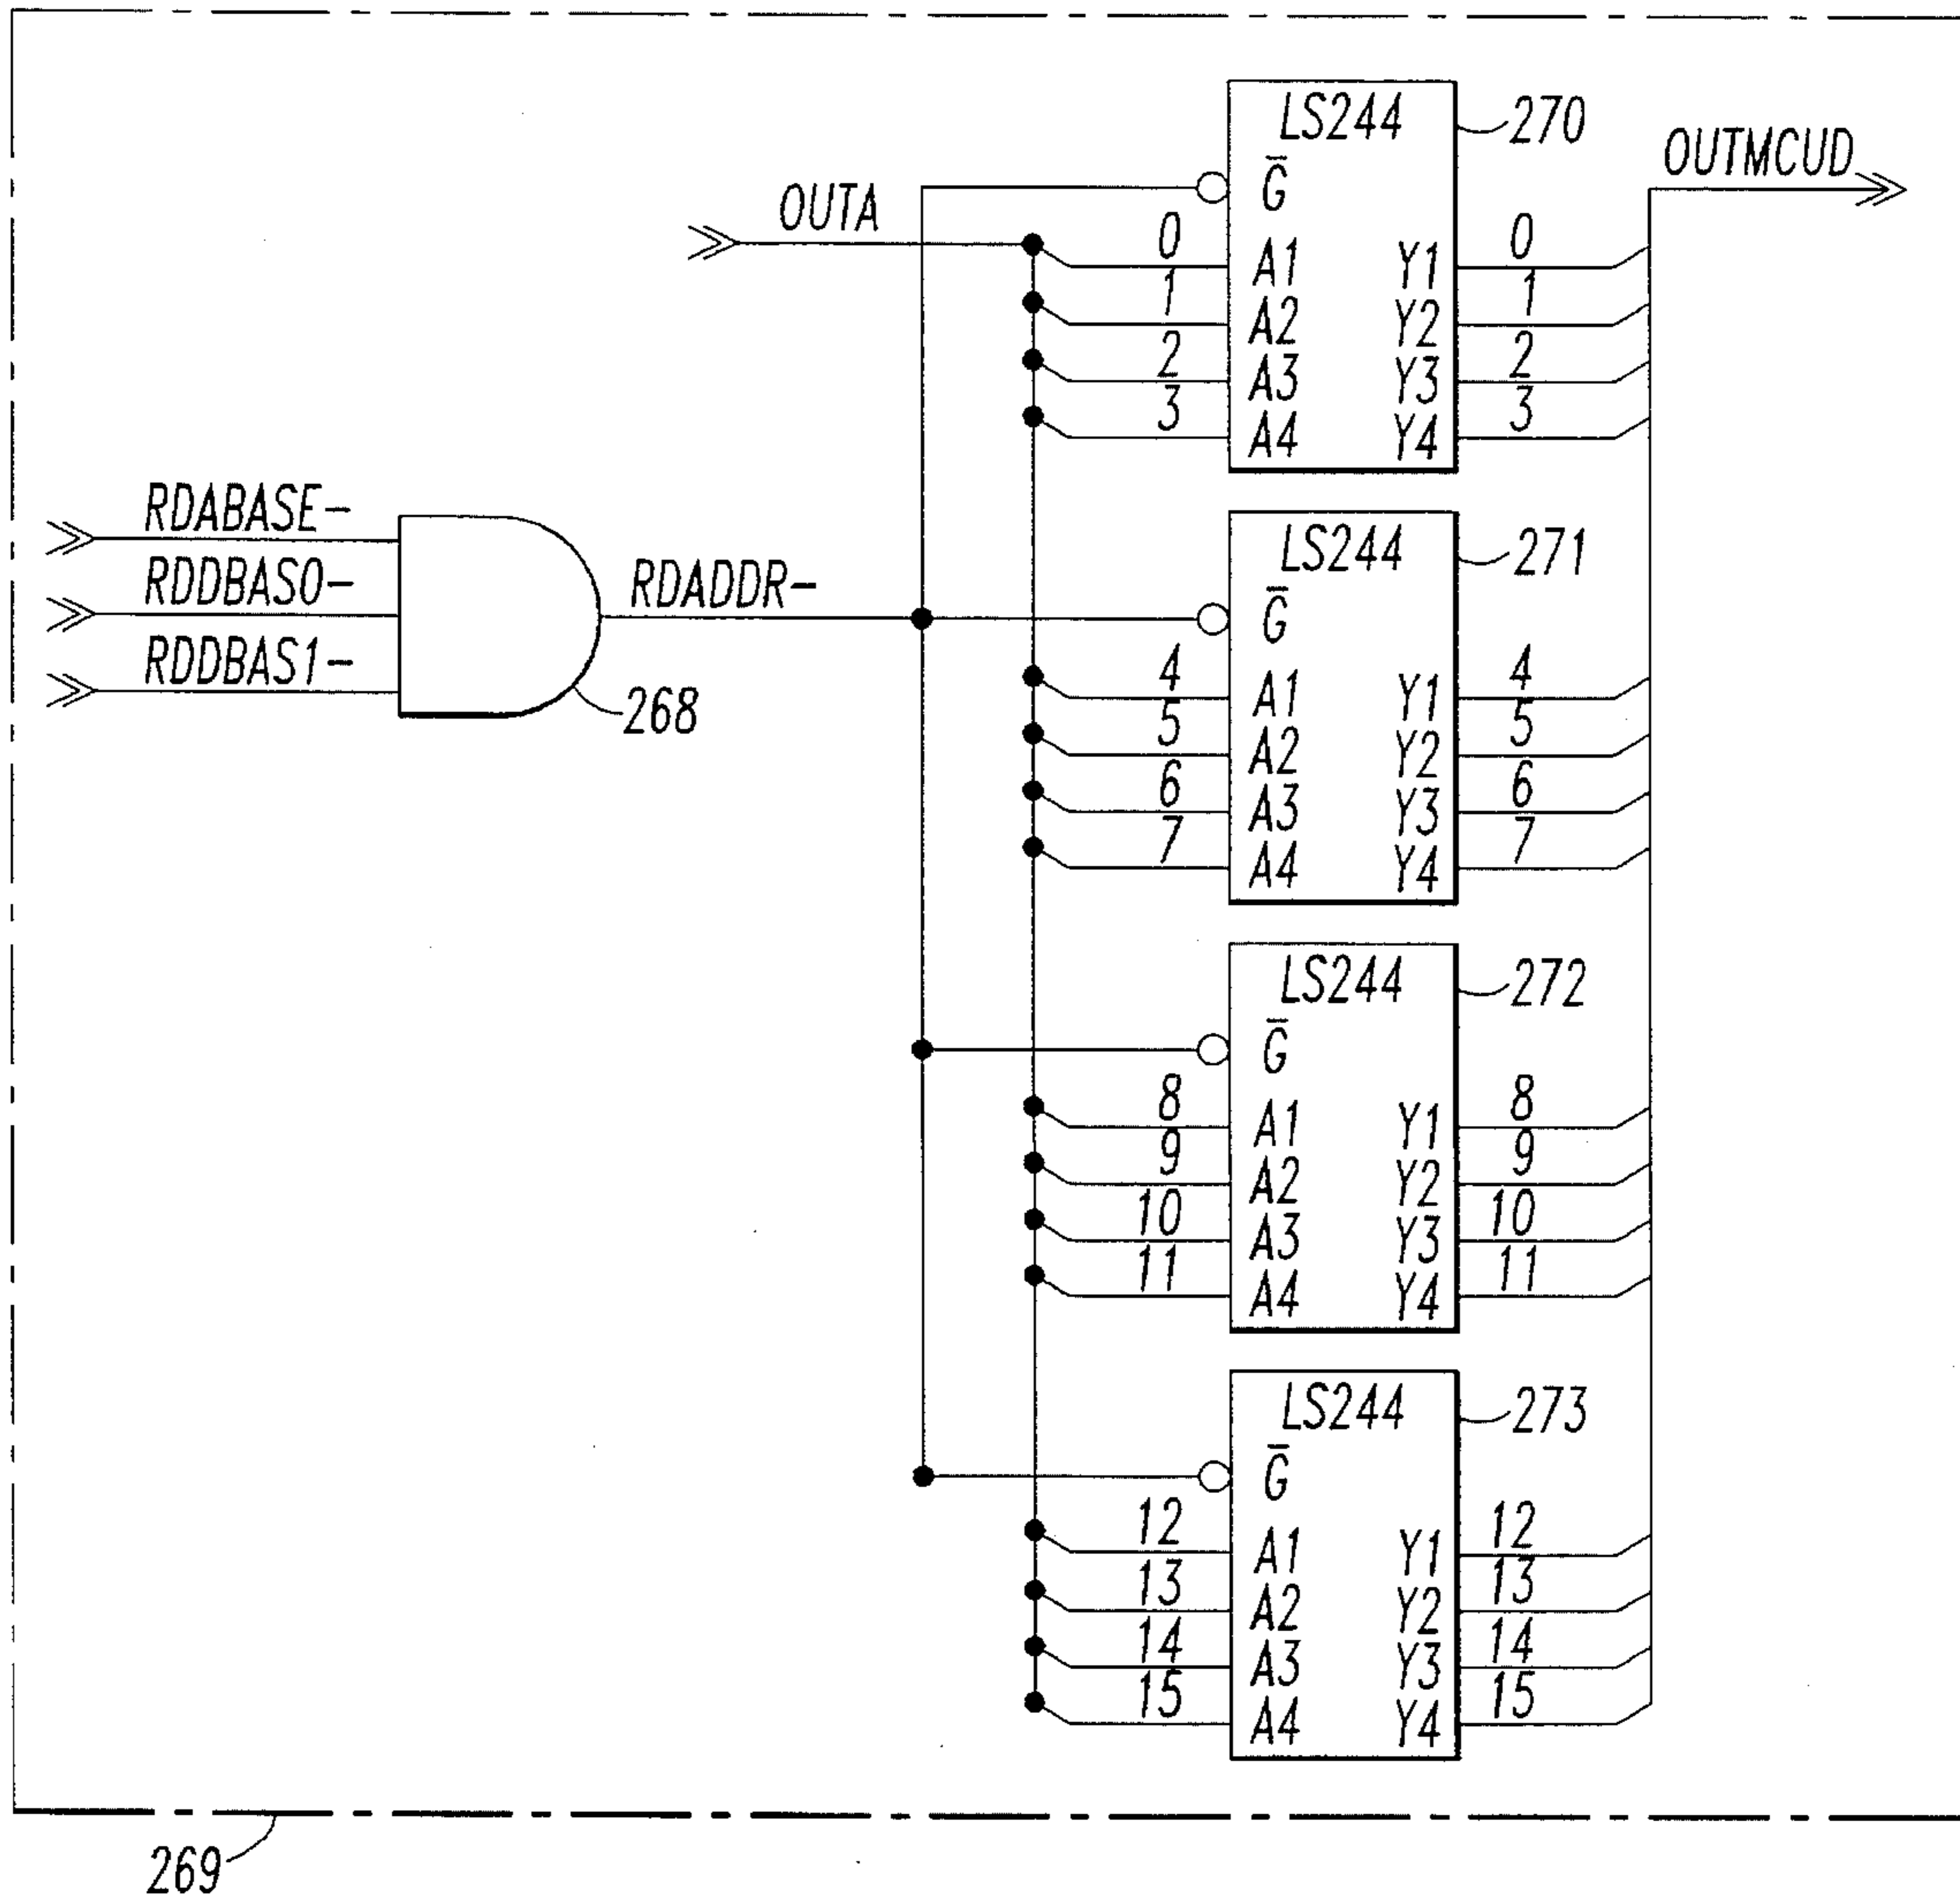 LS244
270
OUTMCUD
G̅
OUTA
0
A1 Y1
0
1
A2 Y2
1
2
A3 Y3
2
3
A4 Y4
3
RDABASE-
RDDBAS0-
RDDBAS1-
RDADDR-
268
LS244
271
G̅
4
A1 Y1
4
5
A2 Y2
5
6
A3 Y3
6
7
A4 Y4
7
LS244
272
G̅
8
A1 Y1
8
9
A2 Y2
9
10
A3 Y3
10
11
A4 Y4
11
LS244
273
G̅
12
A1 Y1
12
13
A2 Y2
13
14
A3 Y3
14
15
A4 Y4
15
269